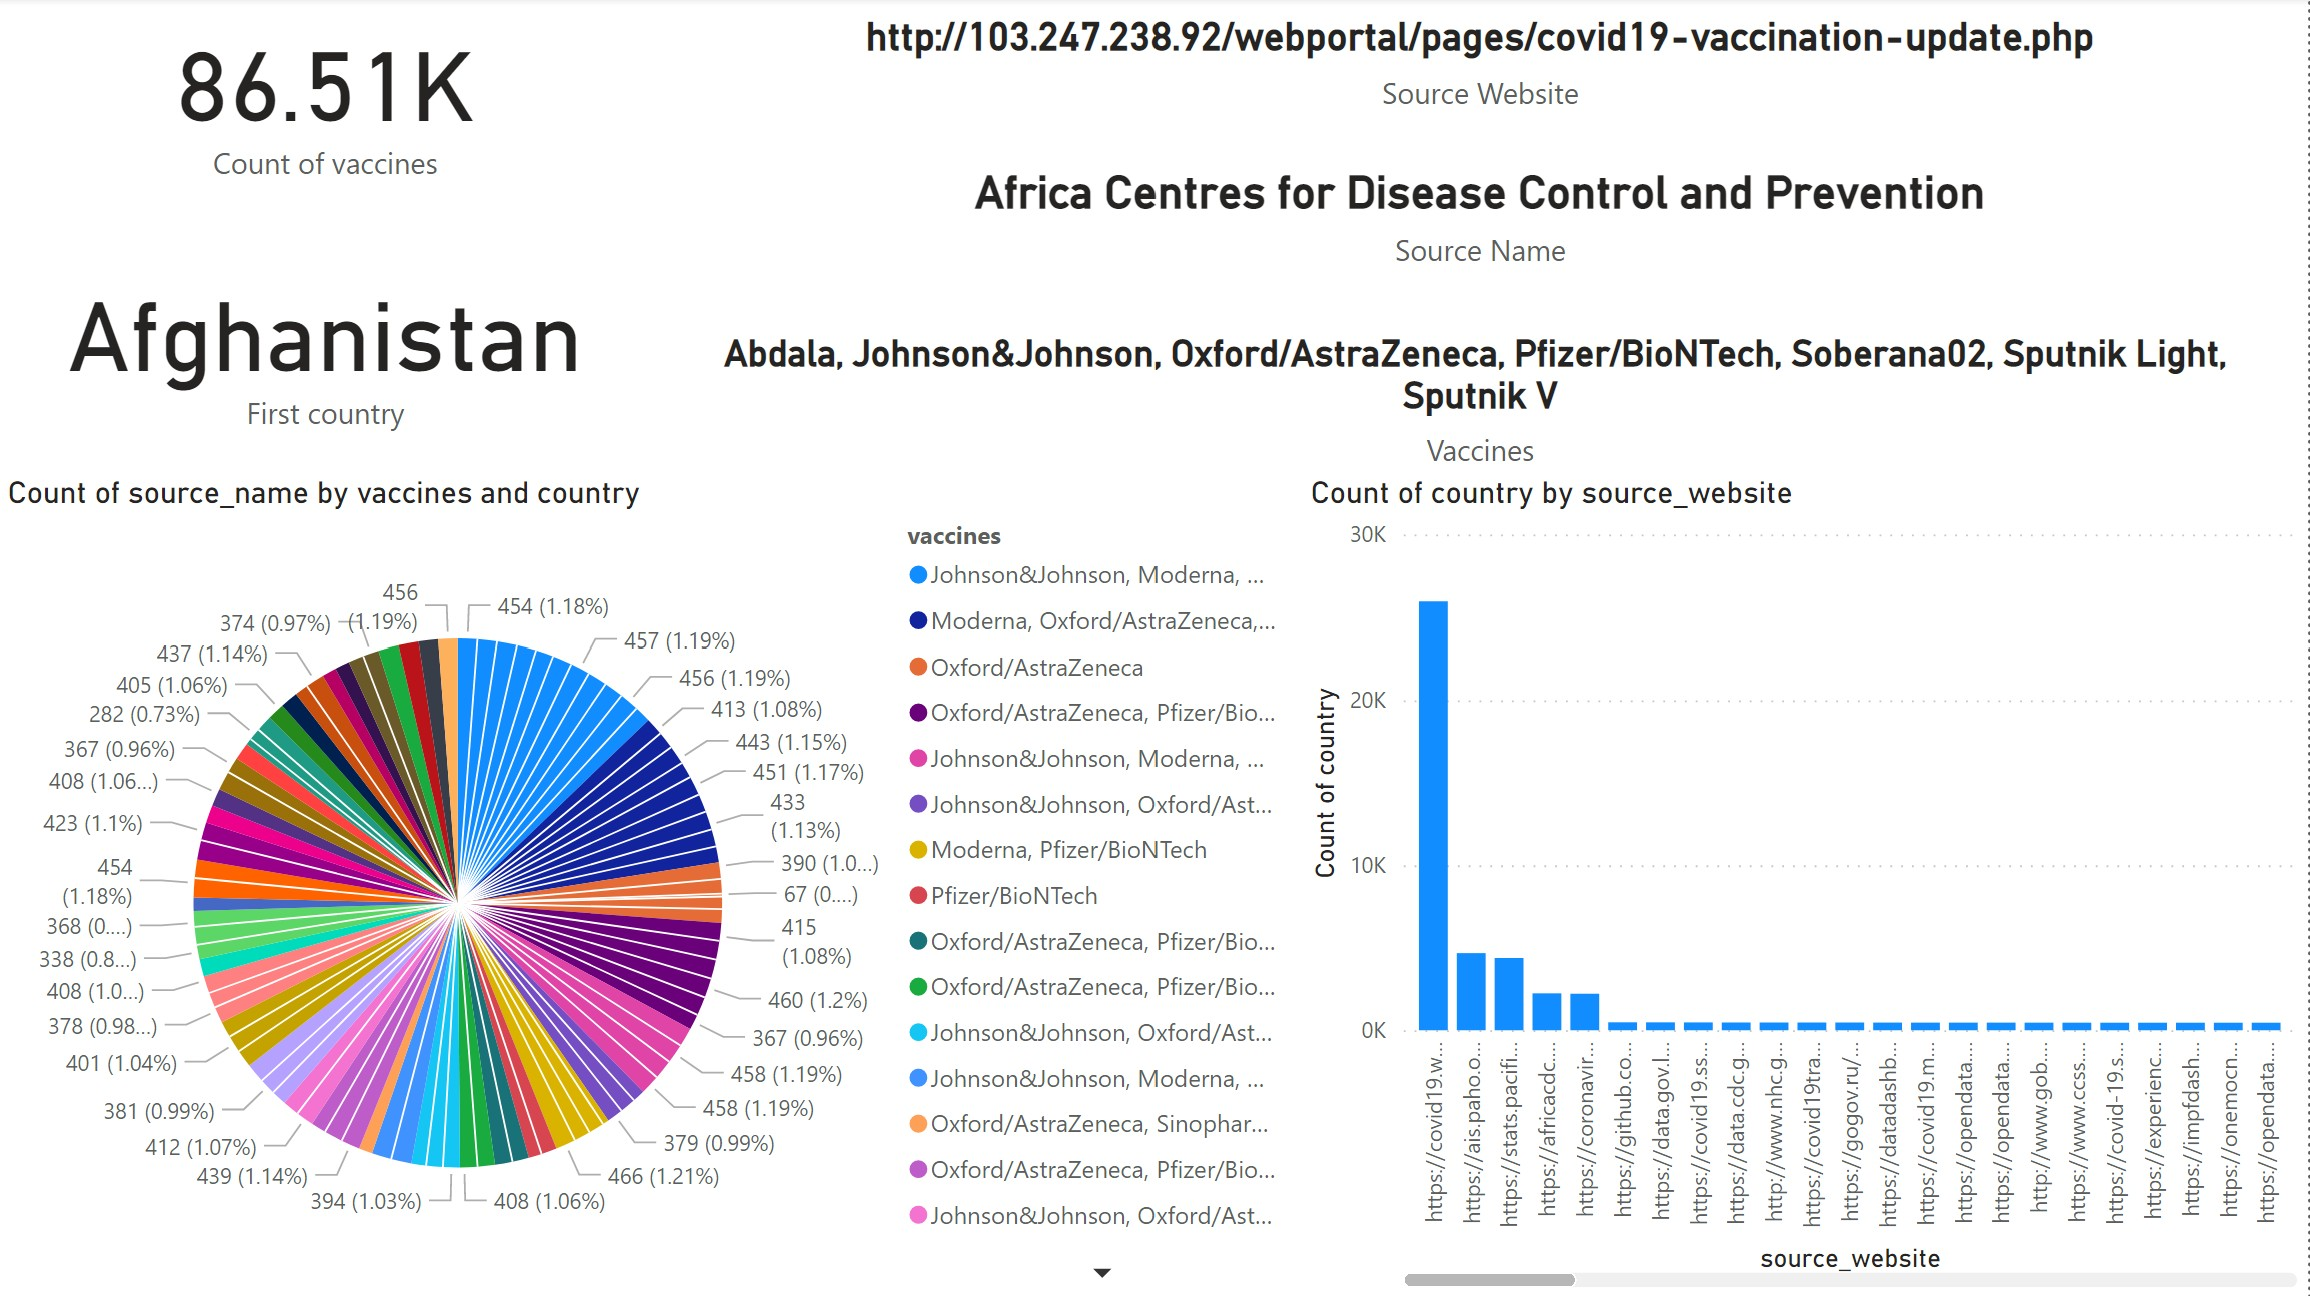 86.51K
Count of vaccines
http://103.247.238.92/webportal/pages/covid19-vaccination-update.php
Source Website
Africa Centres for Disease Control and Prevention
Source Name
Afghanistan
First country
Abdala, Johnson&Johnson, Oxford/AstraZeneca, Pfizer/BioNTech, Soberana02, Sputnik Light,
Sputnik V
Vaccines
Count of source_name by vaccines and country
454 (1.18%)
457 (1.19%)
456 (1.19%)
413 (1.08%)
443 (1.15%)
451 (1.17%)
433
(1.13%)
390 (1.0...)
67 (0....)
415
(1.08%)
460 (1.2%)
367 (0.96%)
458 (1.19%)
458 (1.19%)
379 (0.99%)
466 (1.21%)
408 (1.06%)
394 (1.03%)
439 (1.14%)
412 (1.07%)
381 (0.99%)
401 (1.04%)
378 (0.98...)
408 (1.0...)
338 (0.8...)
368 (0....)
454
(1.18%)
423 (1.1%)
408 (1.06...)
367 (0.96%)
282 (0.73%)
405 (1.06%)
437 (1.14%)
374 (0.97%)
456
(1.19%)
vaccines
Johnson&Johnson, Moderna, ...
Moderna, Oxford/AstraZeneca,...
Oxford/AstraZeneca
Oxford/AstraZeneca, Pfizer/Bio...
Johnson&Johnson, Moderna, ...
Johnson&Johnson, Oxford/Ast...
Moderna, Pfizer/BioNTech
Pfizer/BioNTech
Oxford/AstraZeneca, Pfizer/Bio...
Oxford/AstraZeneca, Pfizer/Bio...
Johnson&Johnson, Oxford/Ast...
Johnson&Johnson, Moderna, ...
Oxford/AstraZeneca, Sinophar...
Oxford/AstraZeneca, Pfizer/Bio...
Johnson&Johnson, Oxford/Ast...
Count of country by source_website
Count of country
30K
20K
10K
0K
https://covid19.w...
https://ais.paho.o...
https://stats.pacifi...
https://africacdc....
https://coronavir...
https://github.co...
https://data.gov.l...
https://covid19.ss...
https://data.cdc.g...
http://www.nhc.g...
https://covid19tra...
https://gogov.ru/...
https://datadashb...
https://covid19.m...
https://opendata...
https://opendata...
http://www.gob...
https://www.ccss...
https://covid-19.s...
https://experienc...
https://impfdash...
https://onemocn...
https://opendata...
source_website